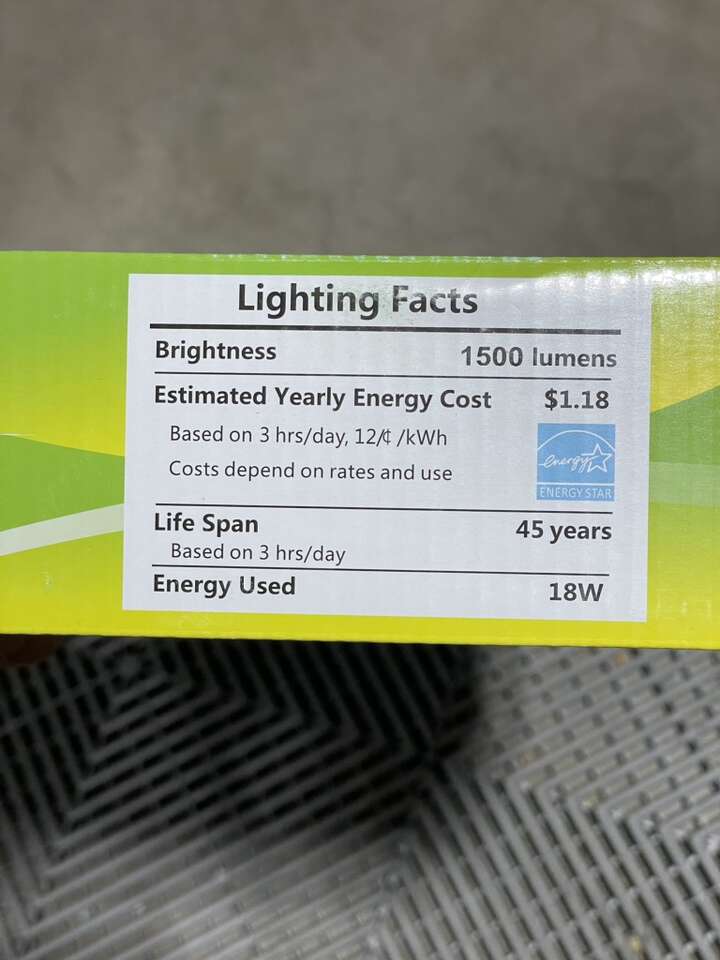 Lighting Facts
Brightness 1500 lumens
Estimated Yearly Energy Cost $1.18
Based on 3 hrs/day, 12/¢ /kWh
Costs depend on rates and use
energy
ENERGY STAR
Life Span 45 years
Based on 3 hrs/day
Energy Used 18W